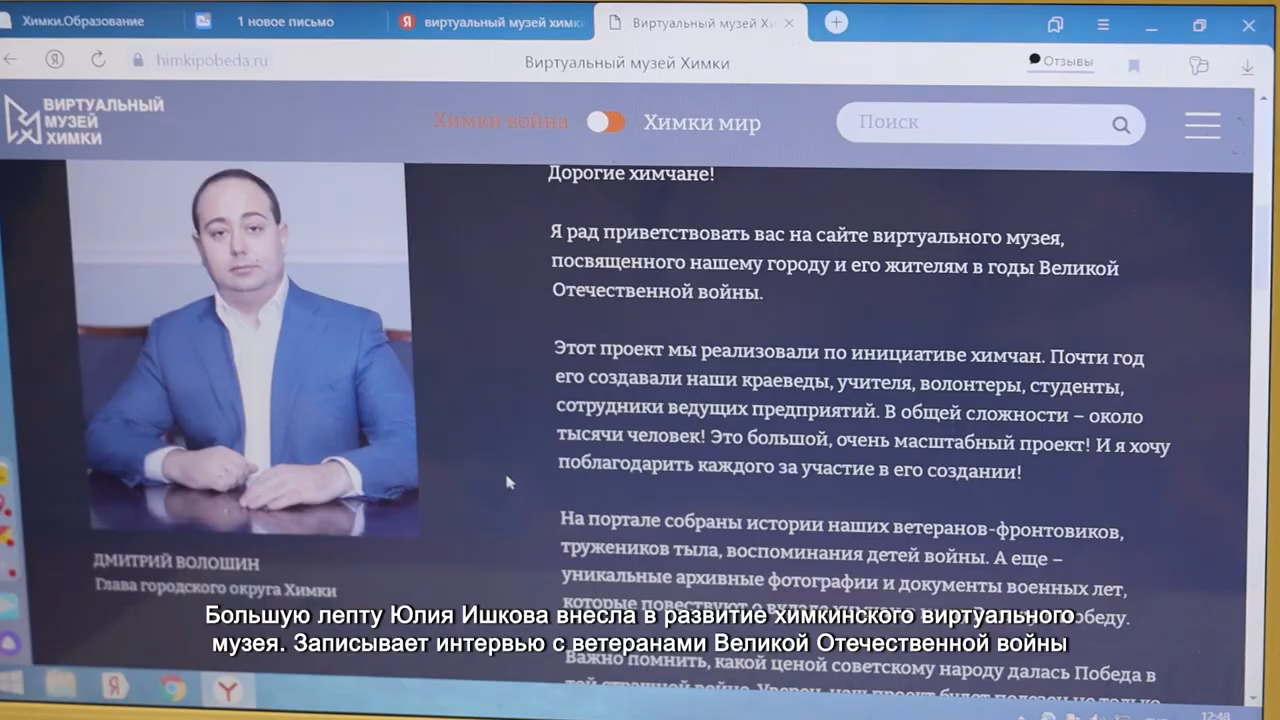 Химки.Образование
1 новое письмо
виртуальный музей химки
Виртуальный музей Хи
himkipobeda.ru
Виртуальный музей Химки
Отзывы
ВИРТУАЛЬНЫЙ
МУЗЕЙ
ХИМКИ
Химки война
Химки мир
Поиск
Дорогие химчане!
Я рад приветствовать вас на сайте виртуального музея,
посвященного нашему городу и его жителям в годы Великой
Отечественной войны.
Этот проект мы реализовали по инициативе химчан. Почти год
его создавали наши краеведы, учителя, волонтеры, студенты,
сотрудники ведущих предприятий. В общей сложности – около
тысячи человек! Это большой, очень масштабный проект! И я хочу
поблагодарить каждого за участие в его создании!
На портале собраны истории наших ветеранов-фронтовиков,
тружеников тыла, воспоминания детей войны. А еще –
уникальные архивные фотографии и документы военных лет,
которые повествуют о вкладе
ДМИТРИЙ ВОЛОШИН
Глава городского округа Химки
Большую лепту Юлия Ишкова внесла в развитие химкинского виртуального
музея. Записывает интервью с ветеранами Великой Отечественной войны
Важно помнить, какой ценой советскому народу далась Победа в
12:48